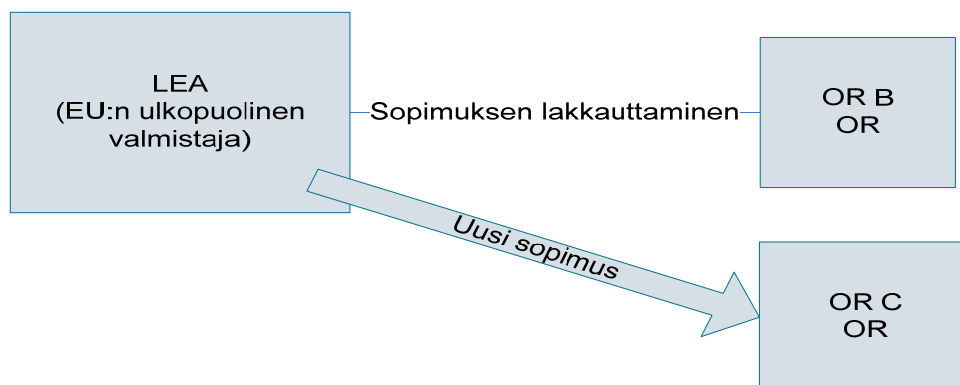 LEA
(EU:n ulkopuolinen
valmistaja)
Sopimuksen lakkauttaminen
OR B
OR
Uusi sopimus
OR C
OR